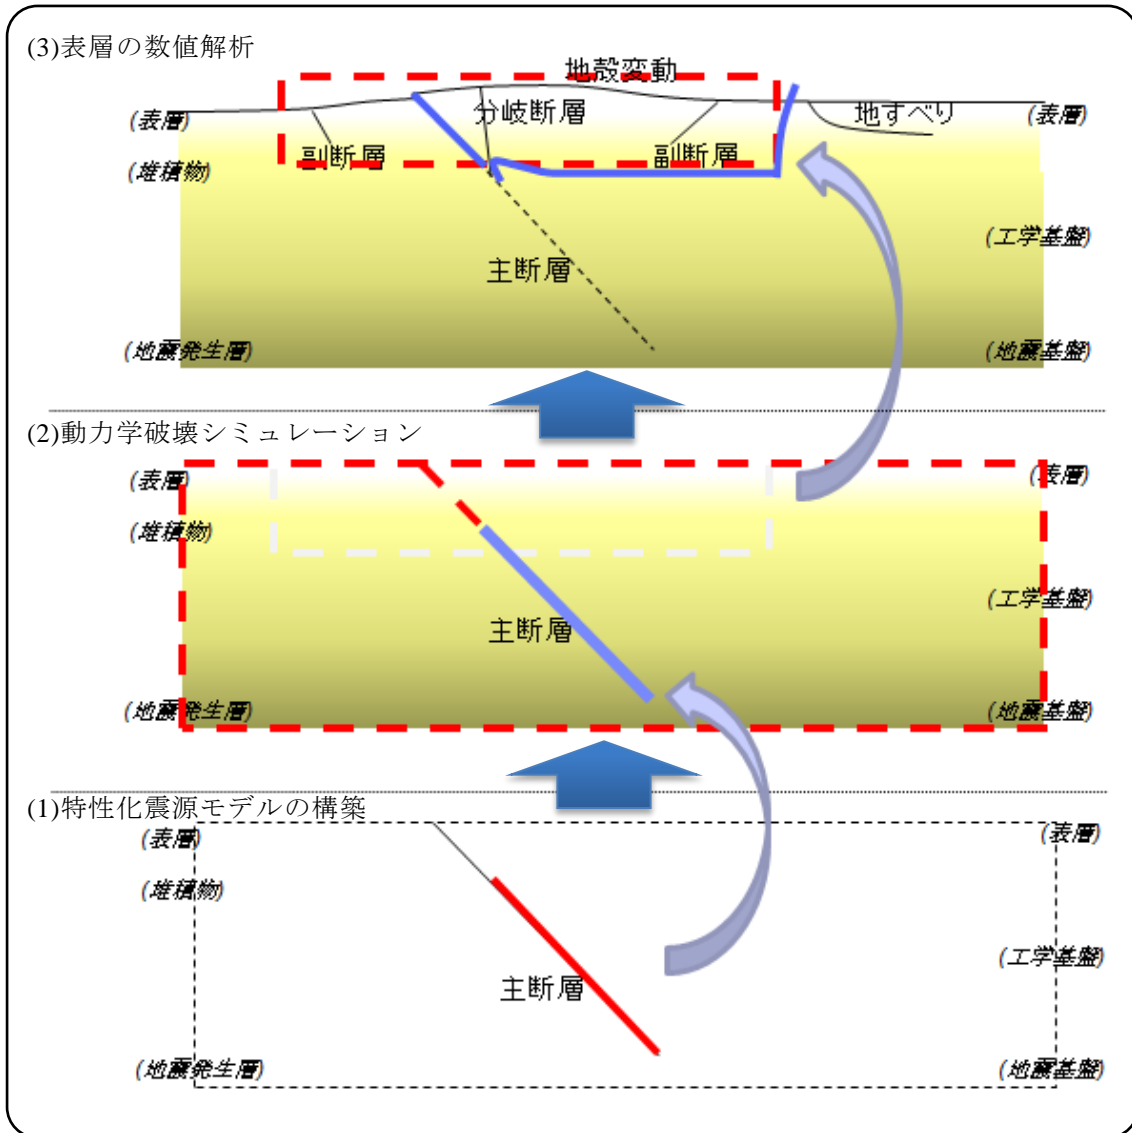 (3)表層の数値解析
地殻変動
(表層)
分岐断層
地すべり
(表層)
副断層
副断層
(堆積物)
(工学基盤)
主断層
(地震発生層)
(地震基盤)
(2)動力学破壊シミュレーション
(表層)
(表層)
(堆積物)
(工学基盤)
主断層
(地震発生層)
(地震基盤)
(1)特性化震源モデルの構築
(表層)
(表層)
(堆積物)
(工学基盤)
主断層
(地震発生層)
(地震基盤)